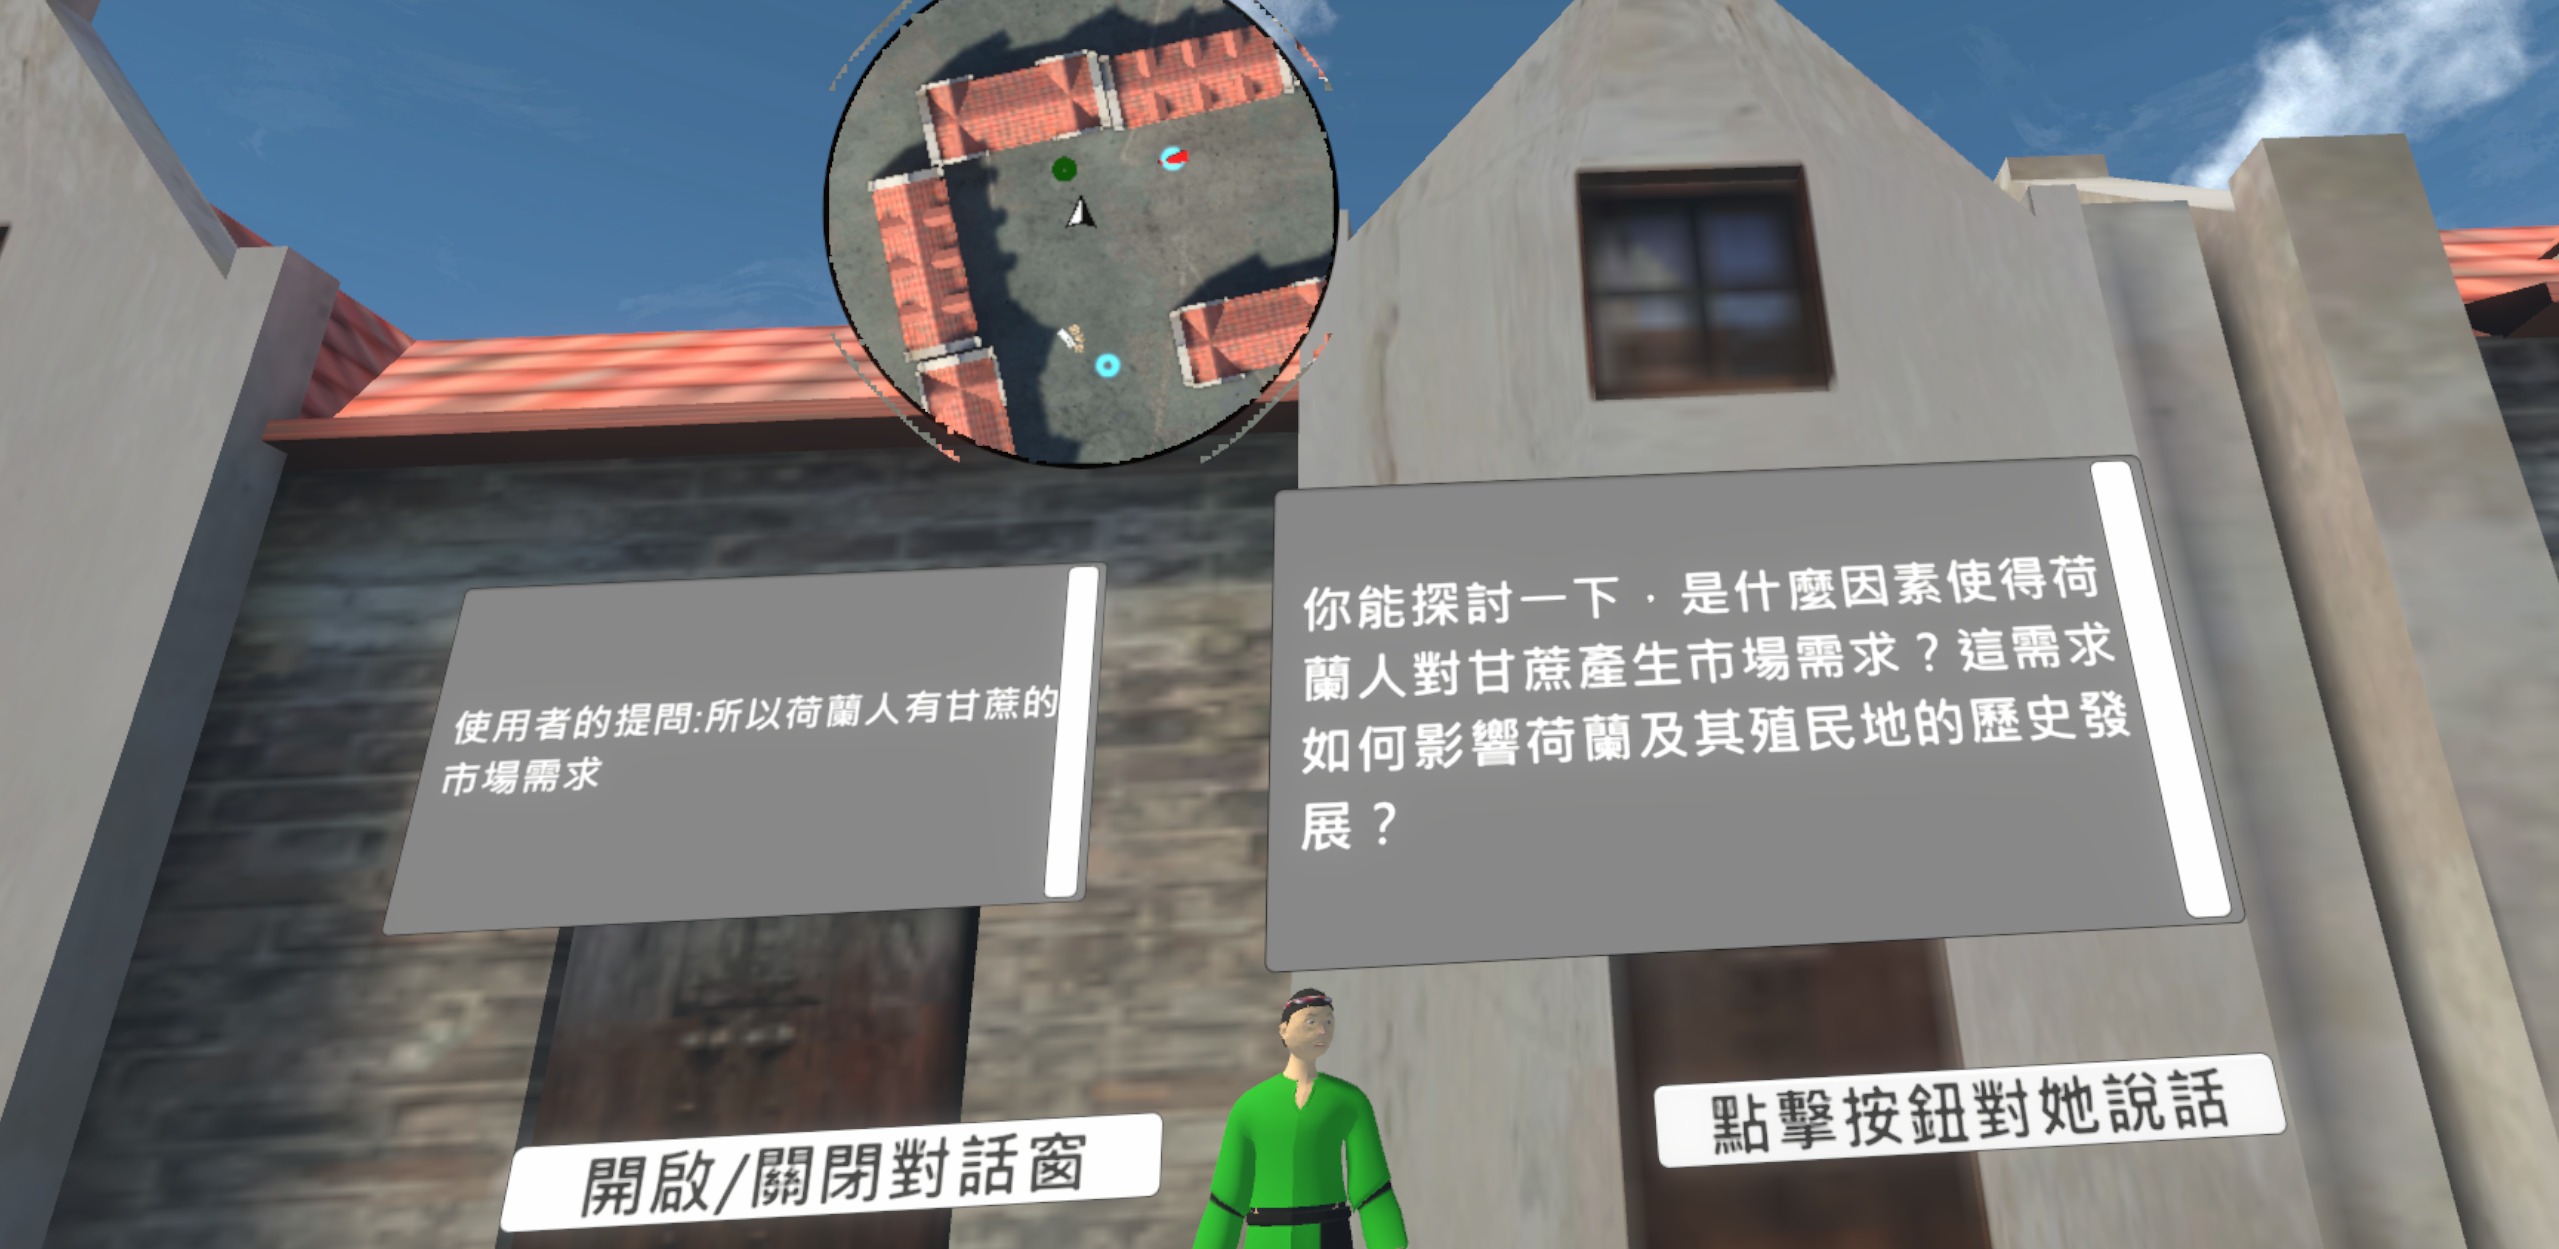 使用者的提問:所以荷蘭人有甘蔗的
市場需求
你能探討一下，是什麼因素使得荷
蘭人對甘蔗產生市場需求？這需求
如何影響荷蘭及其殖民地的歷史發
展？
開啟/關閉對話窗
點擊按鈕對她說話